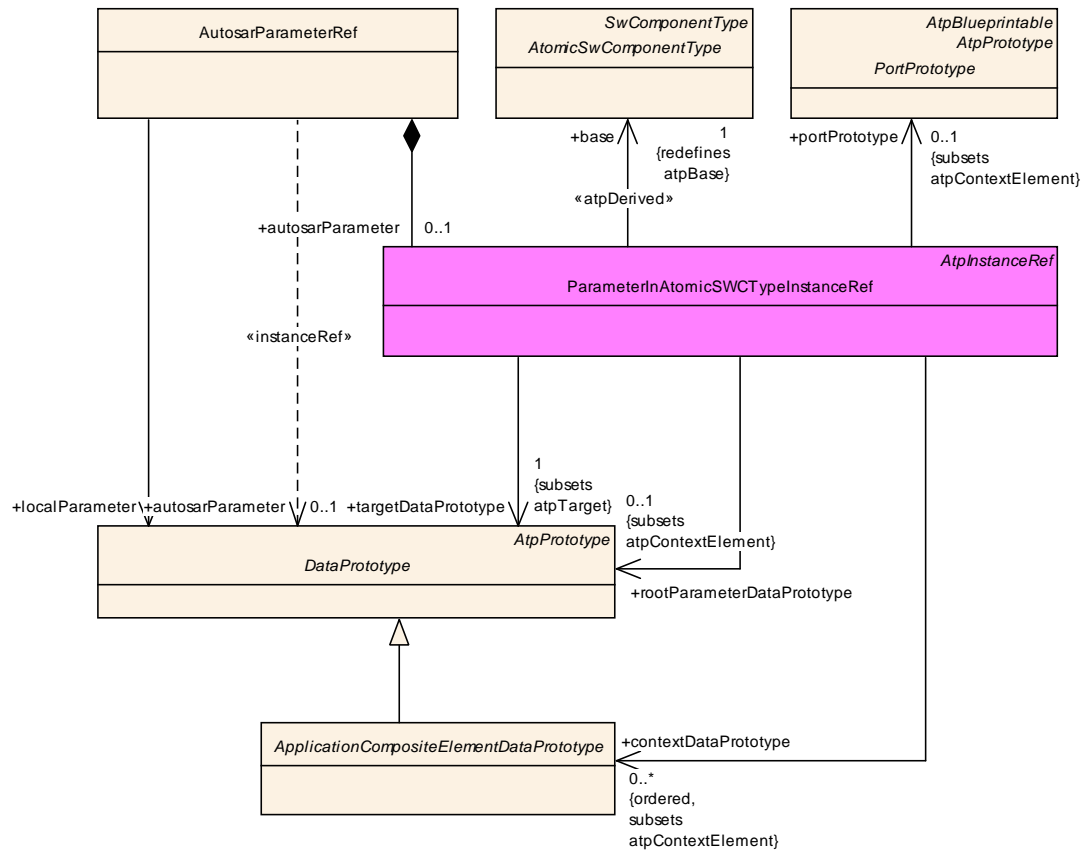 AutosarParameterRef
SwComponentType
AtomicSwComponentType
AtpBlueprintable
AtpPrototype
PortPrototype
+base
1
{redefines
atpBase}
+portPrototype
0..1
{subsets
atpContextElement}
«atpDerived»
+autosarParameter
0..1
AtpInstanceRef
ParameterInAtomicSWCTypeInstanceRef
«instanceRef»
1
{subsets
atpTarget}
0..1
{subsets
atpContextElement}
+localParameter
+autosarParameter
0..1
+targetDataPrototype
AtpPrototype
DataPrototype
+rootParameterDataPrototype
ApplicationCompositeElementDataPrototype
+contextDataPrototype
0..*
{ordered,
subsets
atpContextElement}